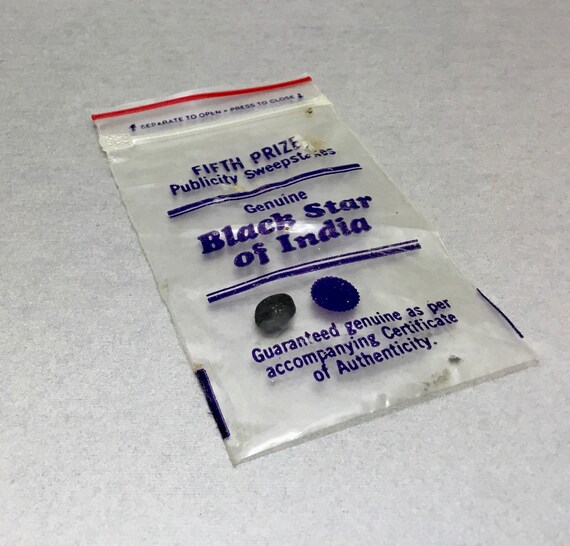 ↑ SEPARATE TO OPEN - PRESS TO CLOSE ↓
FIFTH PRIZE
Publicity Sweepstakes
Genuine
Black Star
of India
Guaranteed genuine as per
accompanying Certificate
of Authenticity.